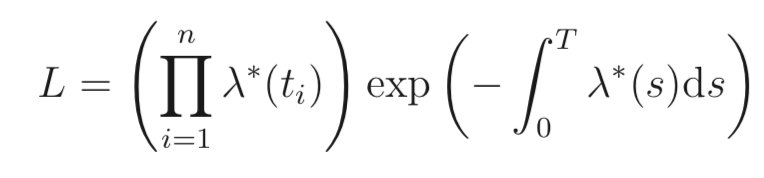 L = \left( \prod_{i=1}^{n} \lambda^*(t_i) \right) \exp \left( - \int_0^T \lambda^*(s) \mathrm{d}s \right)